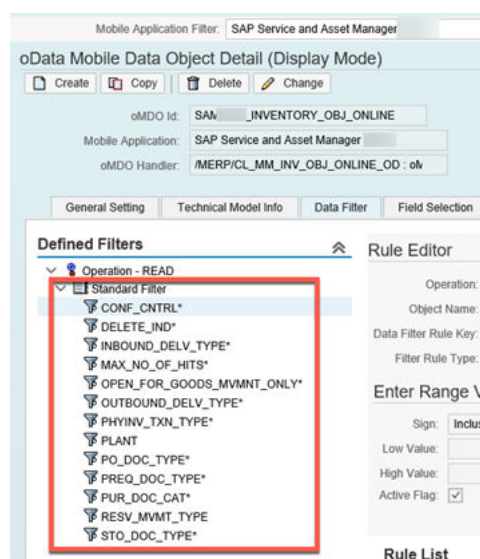 Mobile Application Filter: SAP Service and Asset Manager
oData Mobile Data Object Detail (Display Mode)
Create Copy Delete Change
oMDO Id: SAM _INVENTORY_OBJ_ONLINE
Mobile Application: SAP Service and Asset Manager
oMDO Handler: /MERP/CL_MM_INV_OBJ_ONLINE_OD : oM
General Setting Technical Model Info Data Filter Field Selection
Defined Filters
Operation - READ
Standard Filter
CONF_CNTRL*
DELETE_IND*
INBOUND_DELV_TYPE*
MAX_NO_OF_HITS*
OPEN_FOR_GOODS_MVMNT_ONLY*
OUTBOUND_DELV_TYPE*
PHYINV_TXN_TYPE*
PLANT
PO_DOC_TYPE*
PREQ_DOC_TYPE*
PUR_DOC_CAT*
RESV_MVMT_TYPE
STO_DOC_TYPE*
Rule Editor
Operation:
Object Name:
Data Filter Rule Key:
Filter Rule Type:
Enter Range V
Sign: Inclus
Low Value:
High Value:
Active Flag:
Rule List